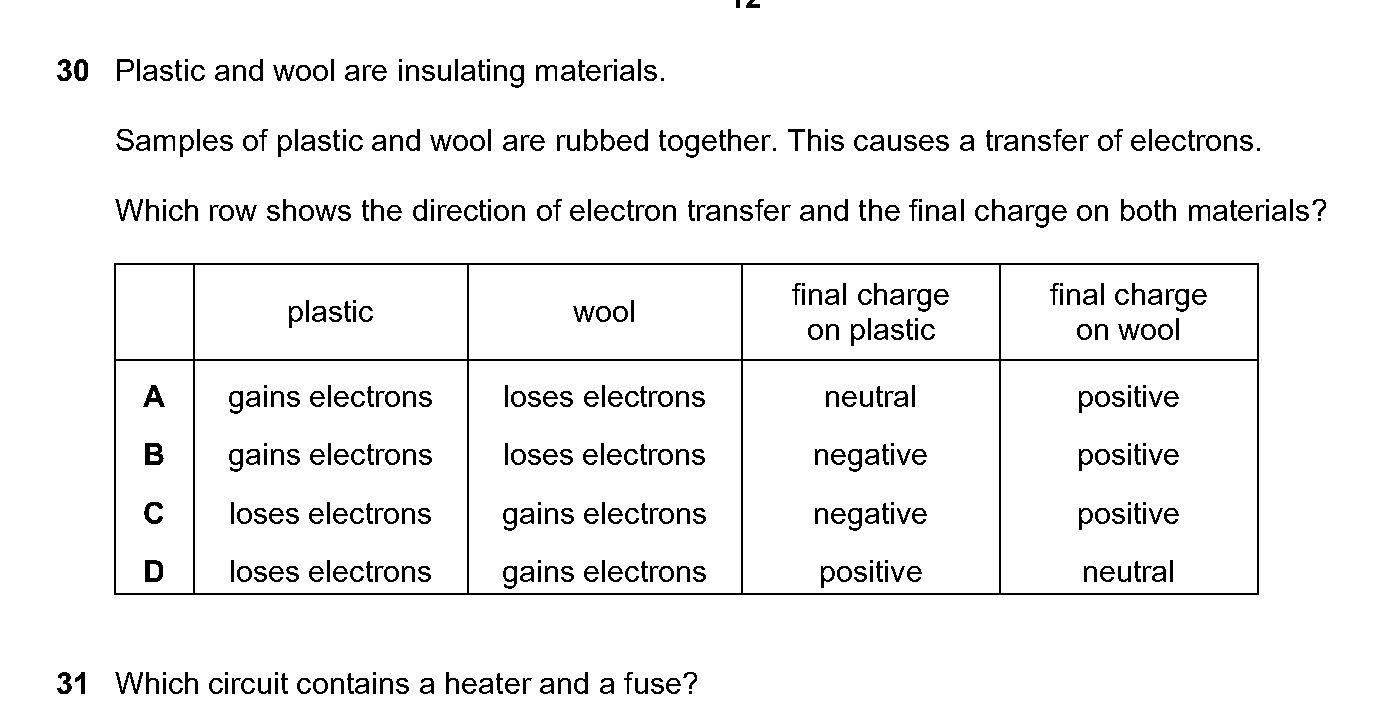 12
30 Plastic and wool are insulating materials.
Samples of plastic and wool are rubbed together. This causes a transfer of electrons.
Which row shows the direction of electron transfer and the final charge on both materials?
plastic wool final charge on plastic final charge on wool
A gains electrons loses electrons neutral positive
B gains electrons loses electrons negative positive
C loses electrons gains electrons negative positive
D loses electrons gains electrons positive neutral
31 Which circuit contains a heater and a fuse?